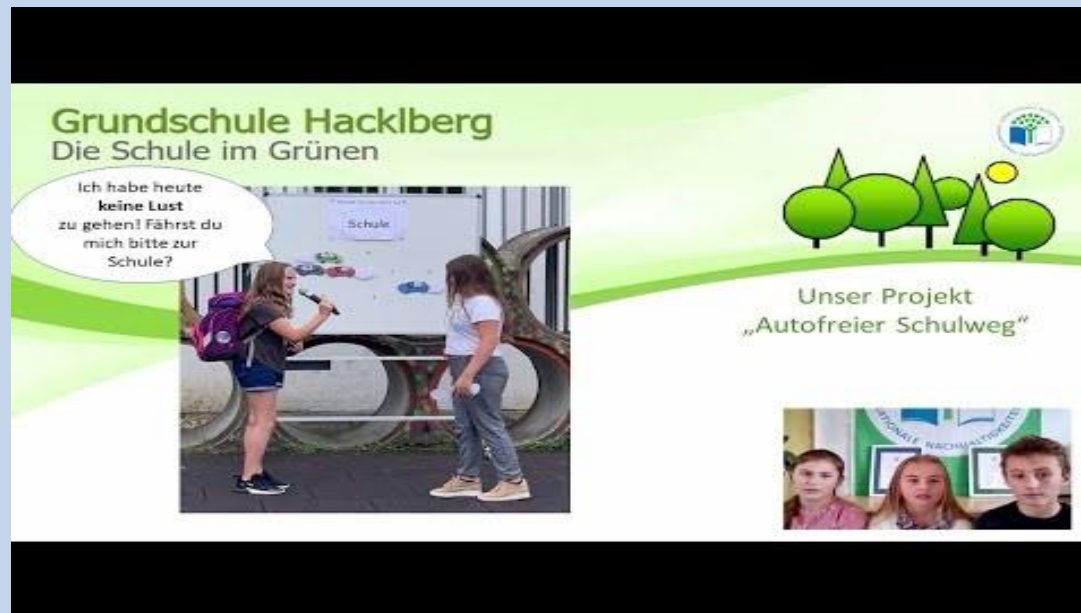 Grundschule Hacklberg
Die Schule im Grünen
Ich habe heute
keine Lust
zu gehen! Fährst du
mich bitte zur
Schule?
Schule
Unser Projekt
„Autofreier Schulweg“
NACHHALTIGKEITS